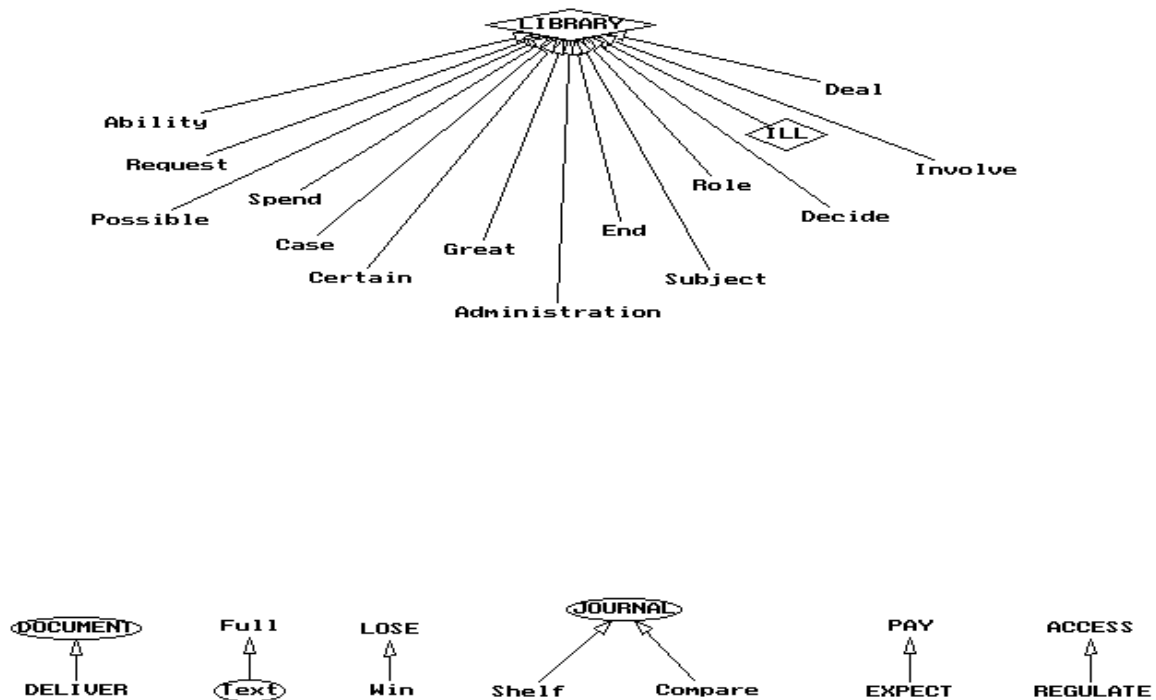 LIBRARY
Deal
Ability
ILL
Request
Involve
Role
Spend
Possible
Decide
End
Case
Great
Certain
Subject
Administration
JOURNAL
DOCUMENT
Full
LOSE
PAY
ACCESS
DELIVER
Text
Win
Shelf
Compare
EXPECT
REGULATE